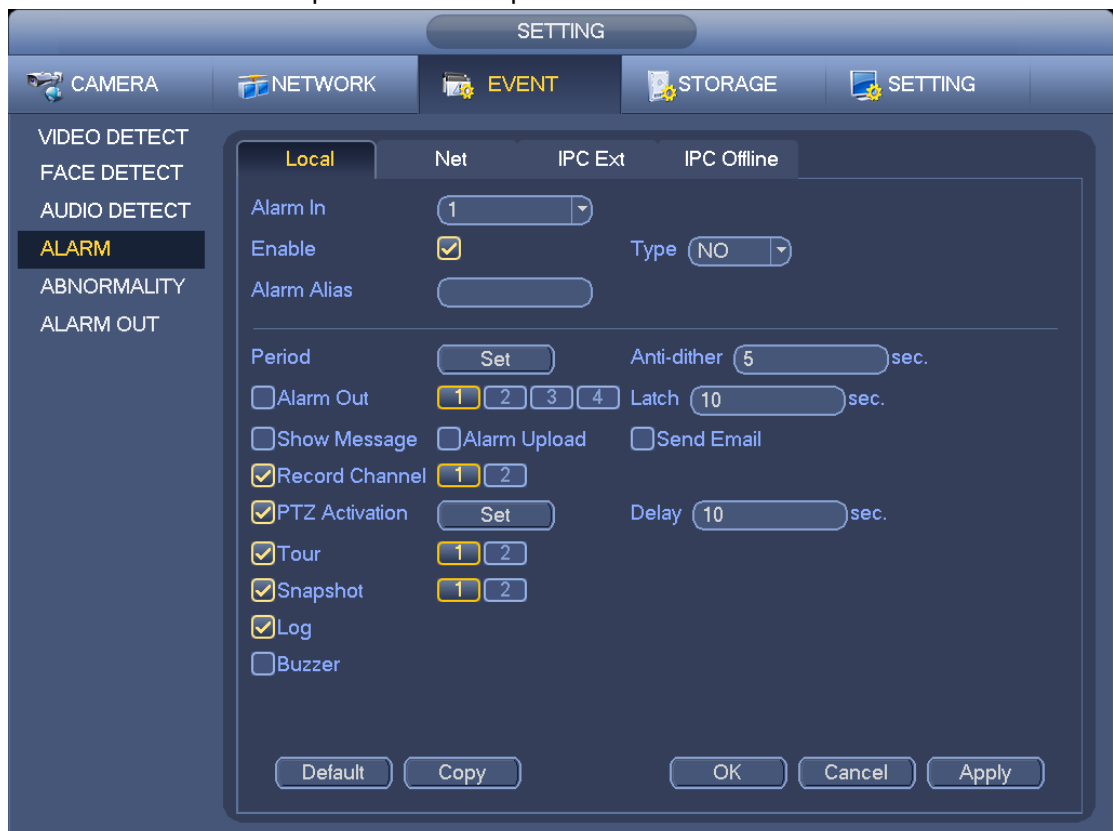 SETTING
CAMERA NETWORK EVENT STORAGE SETTING
VIDEO DETECT
FACE DETECT
AUDIO DETECT
ALARM
ABNORMALITY
ALARM OUT
Local Net IPC Ext IPC Offline
Alarm In 1
Enable Type NO
Alarm Alias
Period Set Anti-dither 5 sec.
Alarm Out 1 2 3 4 Latch 10 sec.
Show Message Alarm Upload Send Email
Record Channel 1 2
PTZ Activation Set Delay 10 sec.
Tour 1 2
Snapshot 1 2
Log
Buzzer
Default Copy OK Cancel Apply